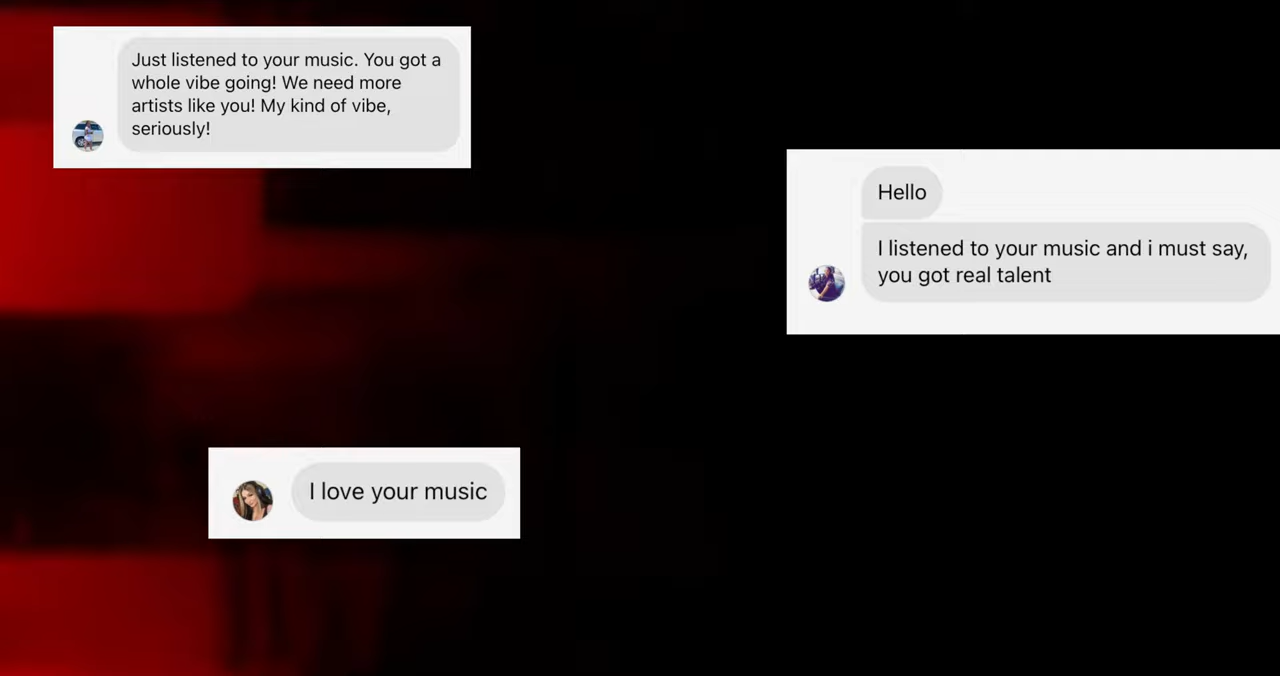 Just listened to your music. You got a
whole vibe going! We need more
artists like you! My kind of vibe,
seriously!
Hello
I listened to your music and i must say,
you got real talent
I love your music